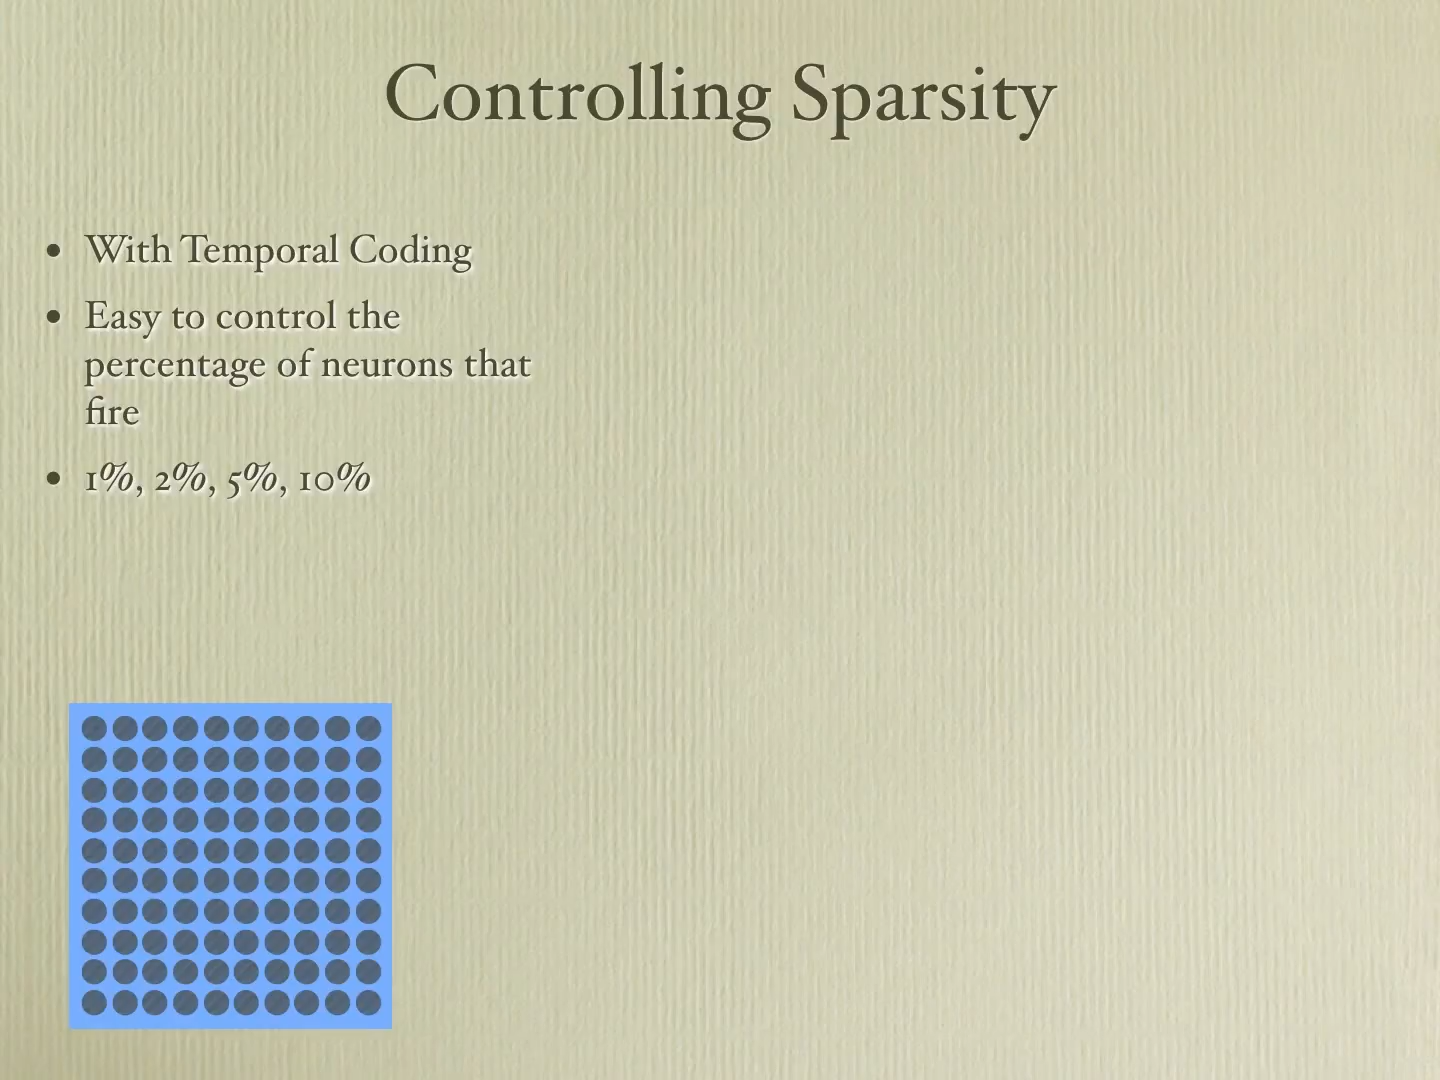 Controlling Sparsity
• With Temporal Coding
• Easy to control the
percentage of neurons that
fire
• 1%, 2%, 5%, 10%